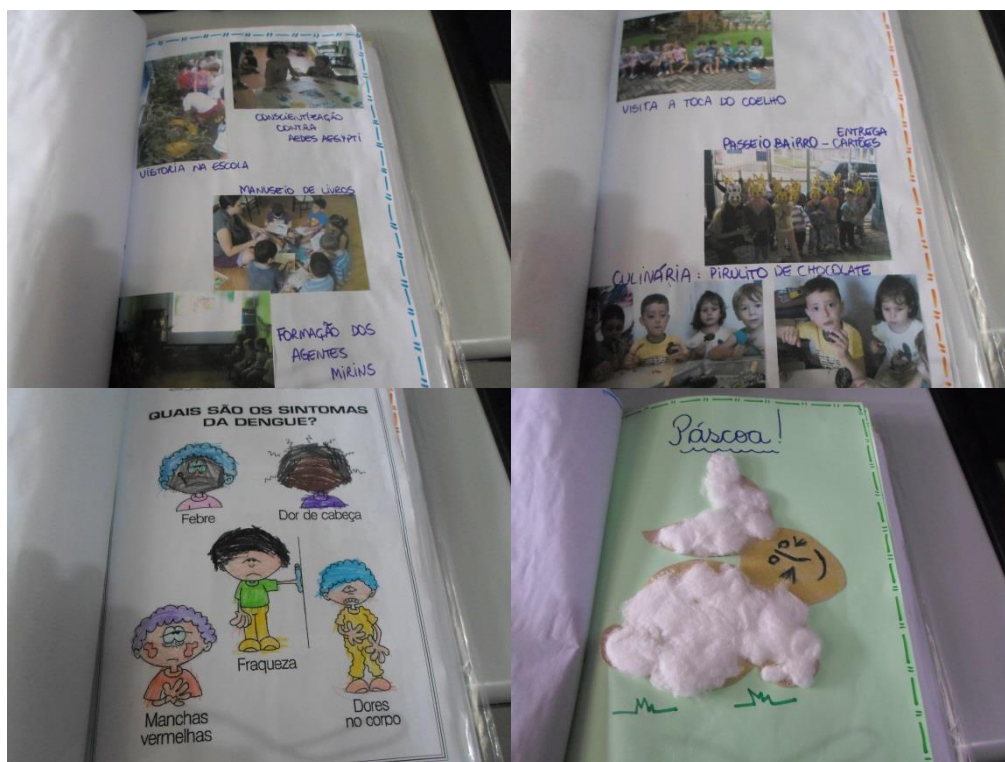 CONSCIENTIZAÇÃO
CONTRA
AEDES AEGYPTI
VISTORIA NA ESCOLA
MANUSEIO DE LIVROS
FORMAÇÃO DOS
AGENTES
MIRINS
VISITA A TOCA DO COELHO
ENTREGA
PASSEIO BAIRRO - CARTÕES
CULINÁRIA: PIRULITO DE CHOCOLATE
QUAIS SÃO OS SINTOMAS
DA DENGUE?
Febre
Dor de cabeça
Fraqueza
Manchas
vermelhas
Dores
no corpo
Páscoa!